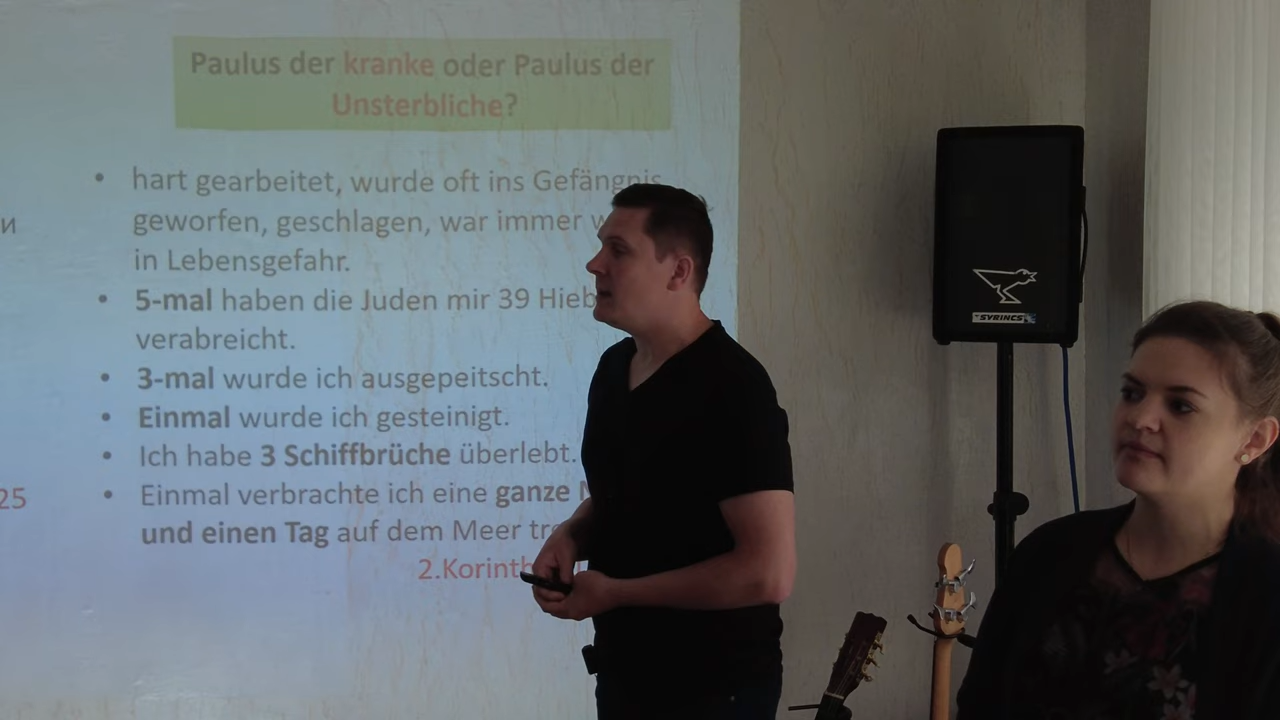 Paulus der kranke oder Paulus der
Unsterbliche?
• hart gearbeitet, wurde oft ins Gefängnis
geworfen, geschlagen, war immer
in Lebensgefahr.
• 5-mal haben die Juden mir 39 Hieb
verabreicht.
• 3-mal wurde ich ausgepeitscht.
• Einmal wurde ich gesteinigt.
• Ich habe 3 Schiffbrüche überlebt.
• Einmal verbrachte ich eine ganze
und einen Tag auf dem Meer
2.Korinth
и
25
SYRINCS